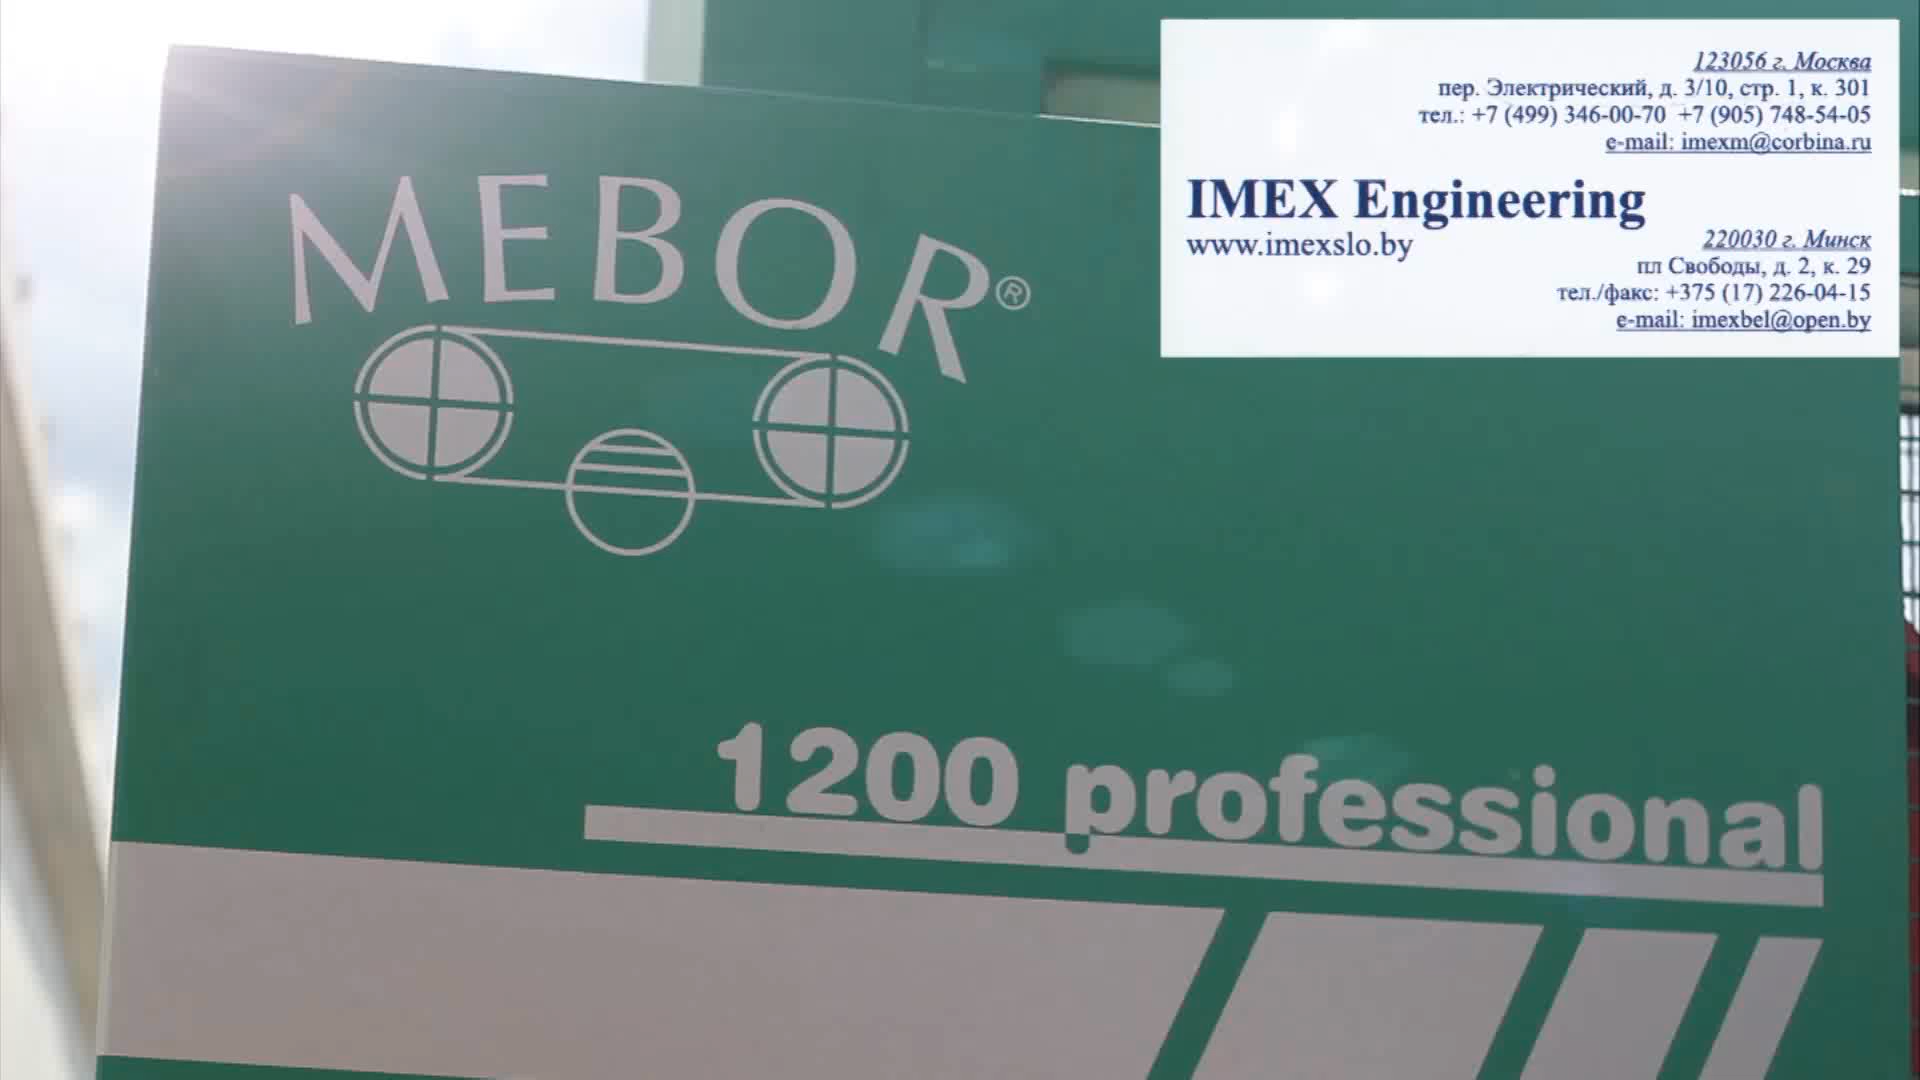 MEBOR®
1200 professional
123056 г. Москва
пер. Электрический, д. 3/10, стр. 1, к. 301
тел.: +7 (499) 346-00-70 +7 (905) 748-54-05
e-mail: imexm@corbina.ru
IMEX Engineering
www.imexslo.by
220030 г. Минск
пл Свободы, д. 2, к. 29
тел./факс: +375 (17) 226-04-15
e-mail: imexbel@open.by